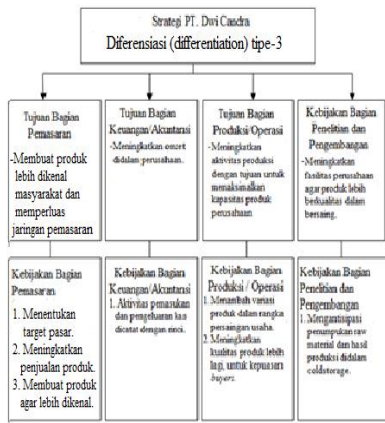 Strategi PT. Dwi Candra
Diferensiasi (differentiation) tipe-3
Tujuan Bagian
Pemasaran
-Membuat produk
lebih dikenal
masyarakat dan
memperluas
jaringan pemasaran
Tujuan Bagian
Keuangan/Akuntansi
-Meningkatkan omzet
didalam perusahaan.
Tujuan Bagian
Produksi/Operasi
-Meningkatkan
aktivitas produksi
dengan tujuan untuk
memaksimalkan
kapasitas produk
perusahaan
Kebijakan Bagian
Penelitian dan
Pengembangan
-Meningkatkan
fasilitas perusahaan
agar produk lebih
berkualitas dalam
bersaing.
Kebijakan Bagian
Pemasaran
1. Menentukan
target pasar.
2. Meningkatkan
penjualan produk.
3. Membuat produk
agar lebih dikenal.
Kebijakan Bagian
Keuangan/Akuntansi
1. Aktivitas pemasukan
dan pengeluaran kas
dicatat dengan rinci.
Kebijakan Bagian
Produksi / Operasi
1. Menambah variasi
produk dalam rangka
persaingan usaha.
2. Meningkatkan
kualitas produk lebih
lagi, untuk kepuasan
buyers.
Kebijakan Bagian
Penelitian dan
Pengembangan
1. Mengantisipasi
penumpukan raw
material dan hasil
produksi didalam
coldstorage.